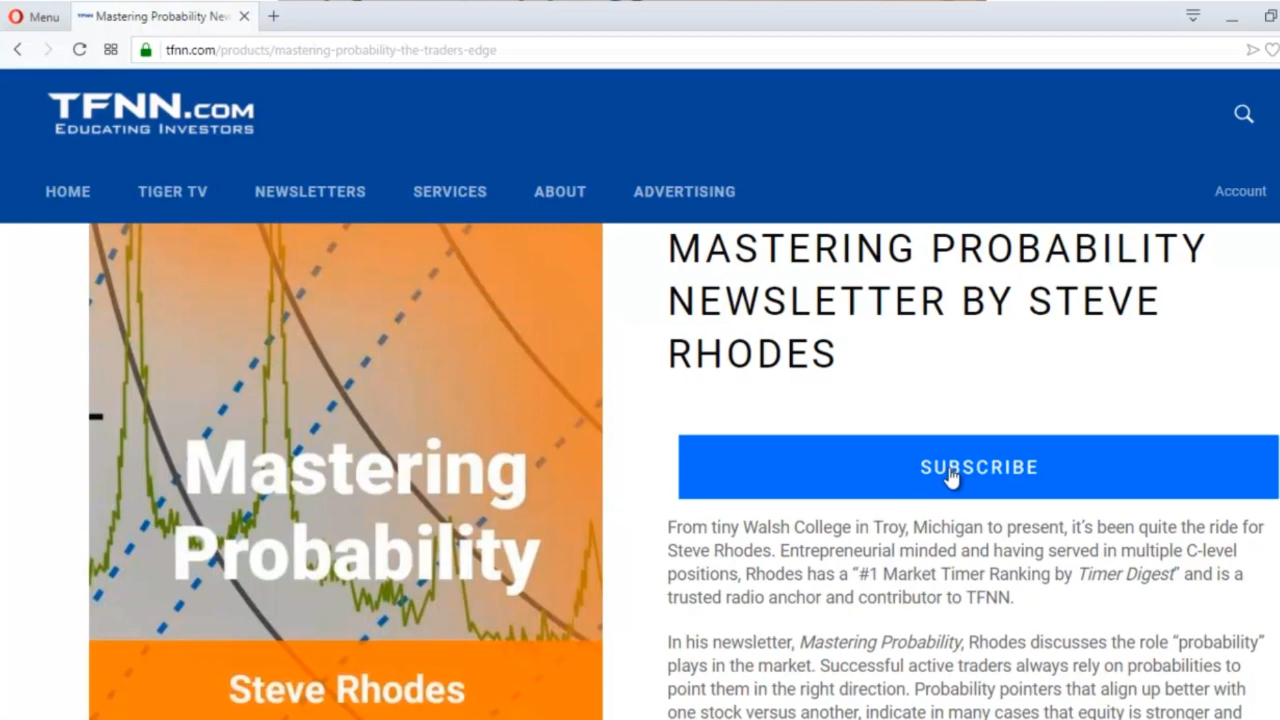 Menu
Mastering Probability New
tfnn.com/products/mastering-probability-the-traders-edge
TFNN.COM
EDUCATING INVESTORS
HOME TIGER TV NEWSLETTERS SERVICES ABOUT ADVERTISING Account
Mastering
Probability
Steve Rhodes
MASTERING PROBABILITY
NEWSLETTER BY STEVE
RHODES
SUBSCRIBE
From tiny Walsh College in Troy, Michigan to present, it’s been quite the ride for
Steve Rhodes. Entrepreneurial minded and having served in multiple C-level
positions, Rhodes has a “#1 Market Timer Ranking by Timer Digest” and is a
trusted radio anchor and contributor to TFNN.
In his newsletter, Mastering Probability, Rhodes discusses the role “probability”
plays in the market. Successful active traders always rely on probabilities to
point them in the right direction. Probability pointers that align up better with
one stock versus another, indicate in many cases that equity is stronger and